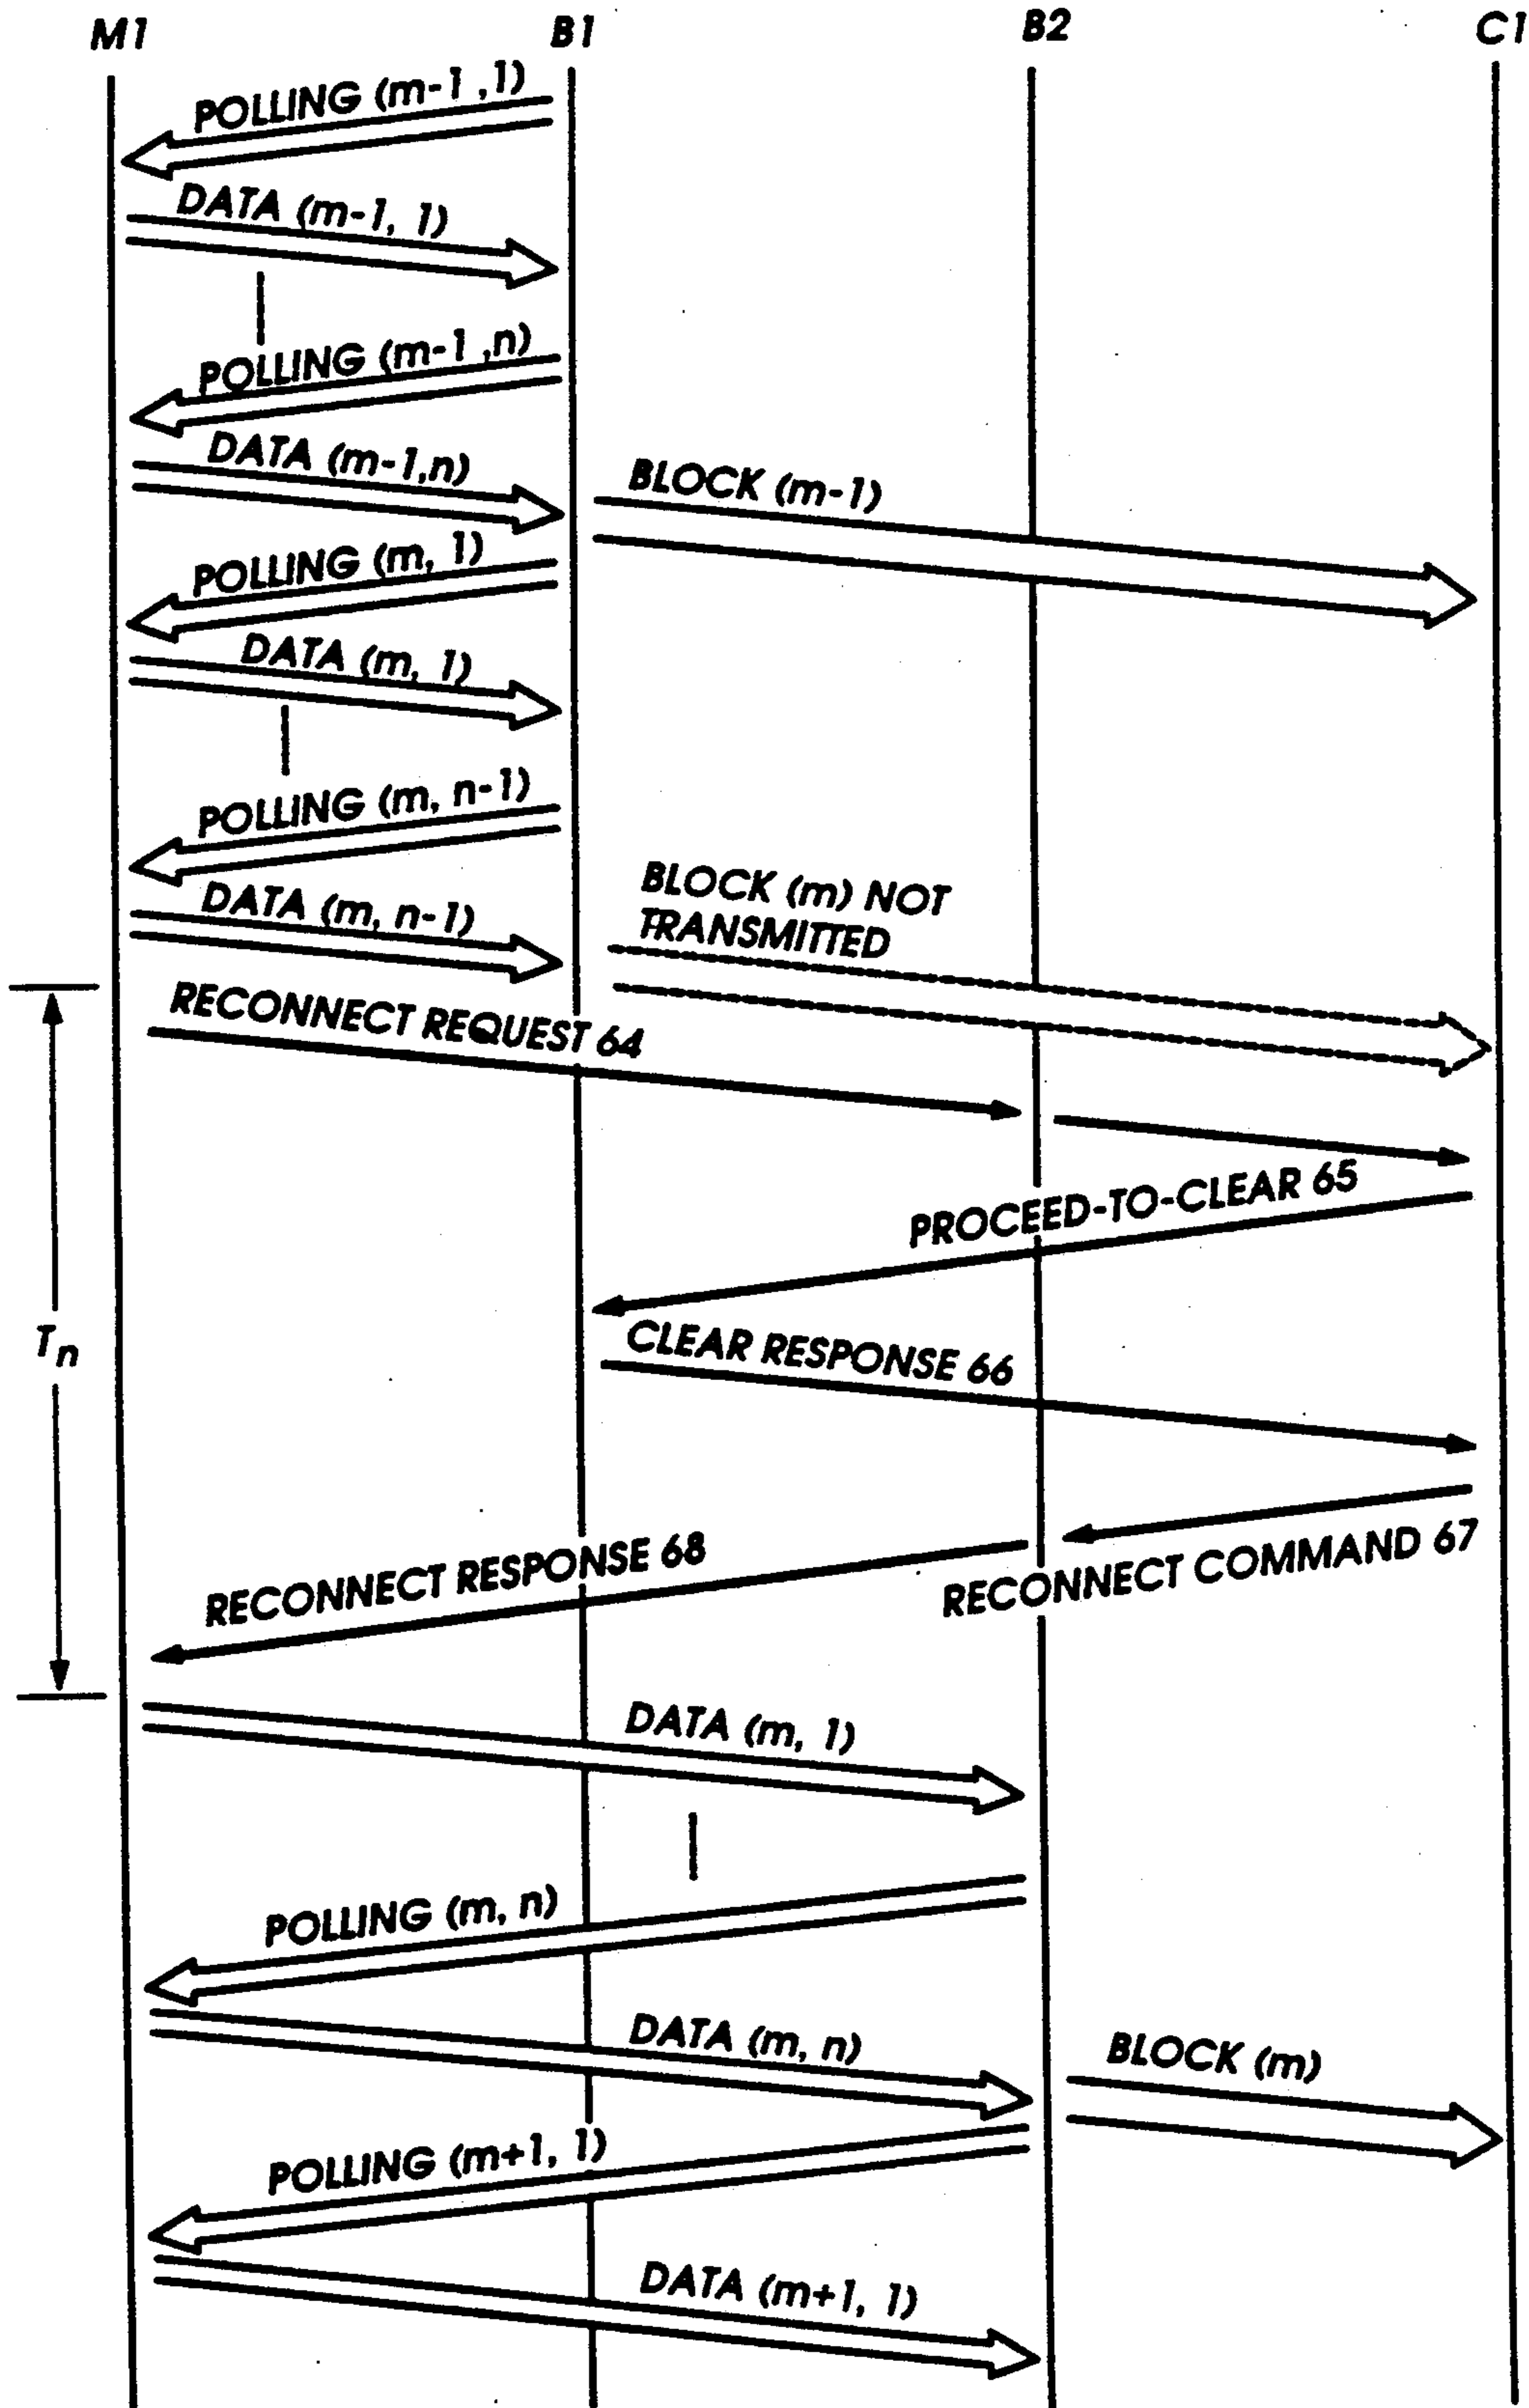 M1 B1 B2 C1
POLLING (m-1 ,1)
DATA (m-1, 1)
POLLING (m-1 ,n)
DATA (m-1,n)
BLOCK (m-1)
POLLING (m, 1)
DATA (m, 1)
POLLING (m, n-1)
DATA (m, n-1)
BLOCK (m) NOT
TRANSMITTED
RECONNECT REQUEST 64
PROCEED-TO-CLEAR 65
Tn
CLEAR RESPONSE 66
RECONNECT RESPONSE 68
RECONNECT COMMAND 67
DATA (m, 1)
POLLING (m, n)
DATA (m, n)
BLOCK (m)
POLLING (m+1, 1)
DATA (m+1, 1)